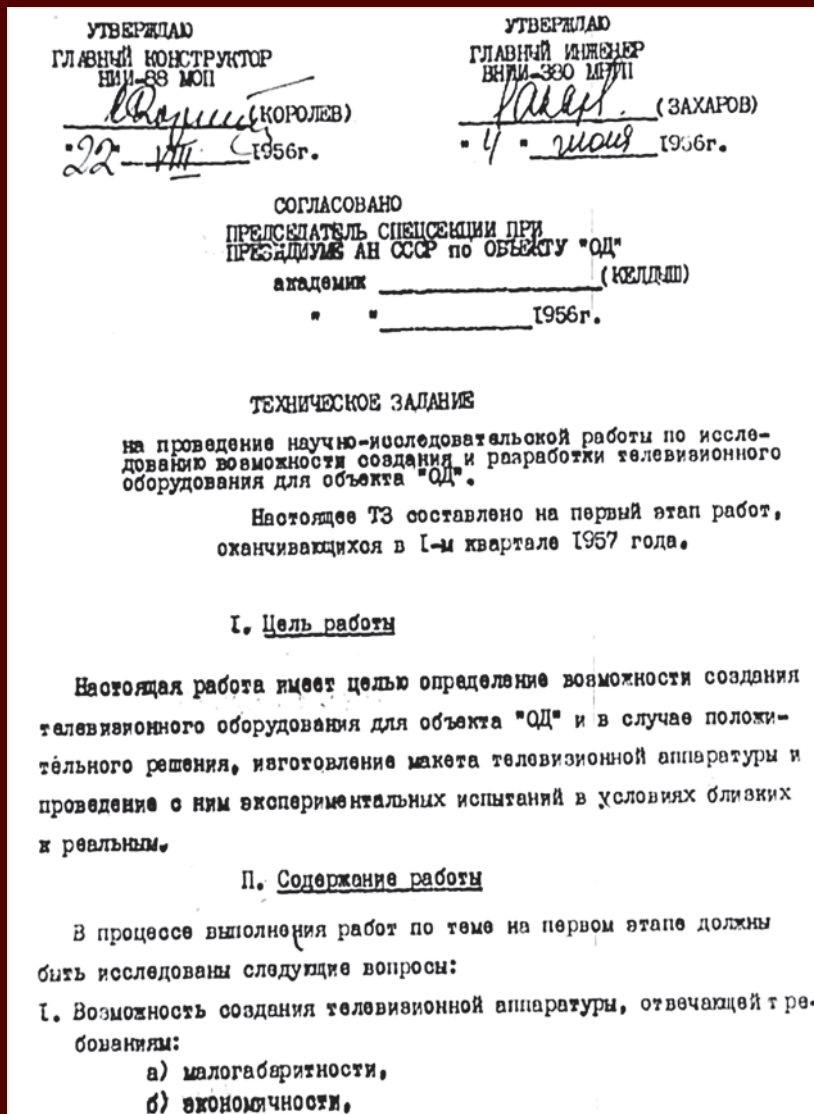 УТВЕРЖДАЮ
ГЛАВНЫЙ КОНСТРУКТОР
НИИ-88 МОП
(КОРОЛЕВ)
"22" VIII 1956г.
УТВЕРЖДАЮ
ГЛАВНЫЙ ИНЖЕНЕР
ВНИИ-380 МРТП
(ЗАХАРОВ)
"4" июня 1956г.
СОГЛАСОВАНО
ПРЕДСЕДАТЕЛЬ СПЕЦСЕКЦИИ ПРИ
ПРЕЗИДИУМЕ АН СССР по ОБЪЕКТУ "ОД"
академик (КЕЛДЫШ)
" " 1956г.
ТЕХНИЧЕСКОЕ ЗАДАНИЕ
на проведение научно-исследовательской работы по иссле-
дованию возможности создания и разработки телевизионного
оборудования для объекта "ОД".
Настоящее ТЗ составлено на первый этап работ,
оканчивающихся в I-м квартале 1957 года.
I. Цель работы
Настоящая работа имеет целью определение возможности создания
телевизионного оборудования для объекта "ОД" и в случае положи-
тельного решения, изготовление макета телевизионной аппаратуры и
проведение с ним экспериментальных испытаний в условиях близких
к реальным.
П. Содержание работы
В процессе выполнения работ по теме на первом этапе должны
быть исследованы следующие вопросы:
I. Возможность создания телевизионной аппаратуры, отвечающей тре-
бованиям:
а) малогабаритности,
б) экономичности,